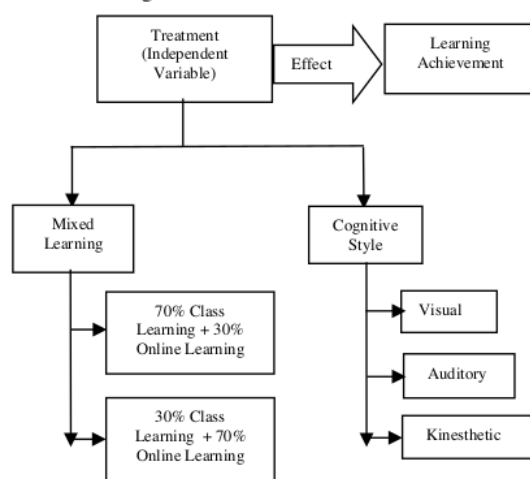 Treatment
(Independent
Variable)
Effect
Learning
Achievement
Mixed
Learning
Cognitive
Style
70% Class
Learning + 30%
Online Learning
30% Class
Learning + 70%
Online Learning
Visual
Auditory
Kinesthetic